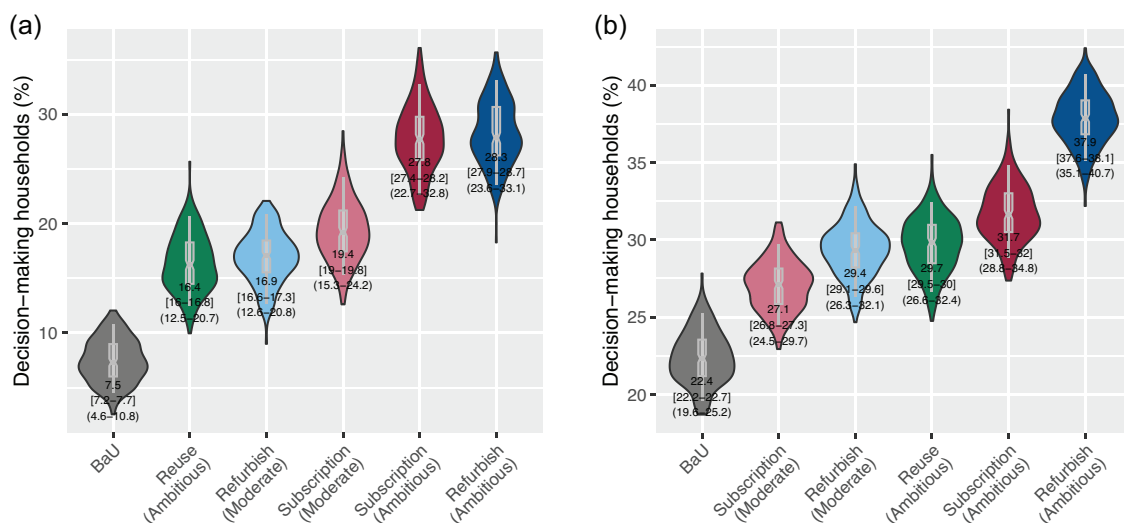 (a)
Decision−making households (%)
30
20
10
7.5
[7.2−7.7]
(4.6−10.8)
16.4
[16−16.8]
(12.5−20.7)
16.9
[16.6−17.3]
(12.6−20.8)
19.4
[19−19.8]
(15.3−24.2)
27.8
[27.4−28.2]
(22.7−32.8)
28.3
[27.9−28.7]
(23.6−33.1)
BaU
Reuse
(Ambitious)
Refurbish
(Moderate)
Subscription
(Moderate)
Subscription
(Ambitious)
Refurbish
(Ambitious)
(b)
Decision−making households (%)
40
35
30
25
20
22.4
[22.2−22.7]
(19.6−25.2)
27.1
[26.8−27.3]
(24.5−29.7)
29.4
[29.1−29.6]
(26.3−32.1)
29.7
[29.5−30]
(26.6−32.4)
31.7
[31.5−32]
(28.8−34.8)
37.9
[37.6−38.1]
(35.1−40.7)
BaU
Subscription
(Moderate)
Refurbish
(Moderate)
Reuse
(Ambitious)
Subscription
(Ambitious)
Refurbish
(Ambitious)